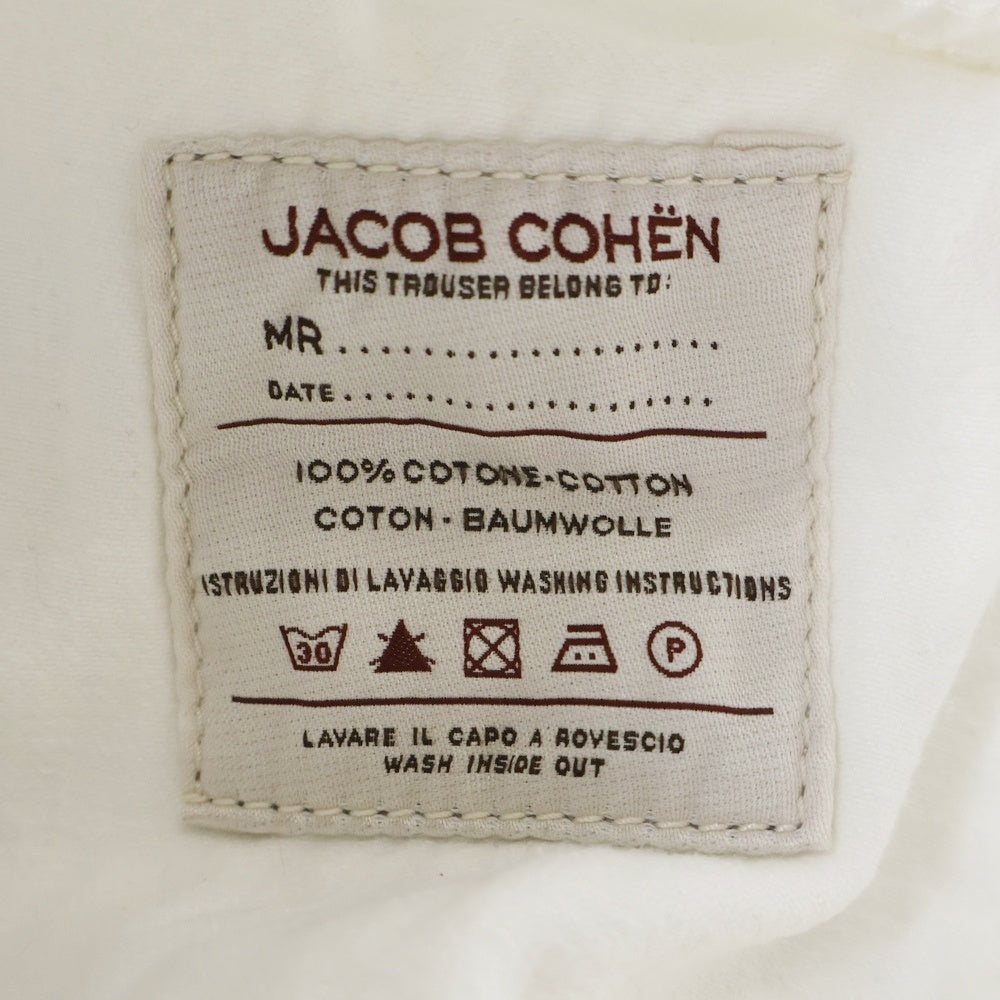 JACOB COHËN
THIS TROUSER BELONG TO:
MR...................
DATE...................
100% COTONE-COTTON
COTON - BAUMWOLLE
ISTRUZIONI DI LAVAGGIO WASHING INSTRUCTIONS
30 P
LAVARE IL CAPO A ROVESCIO
WASH INSIDE OUT